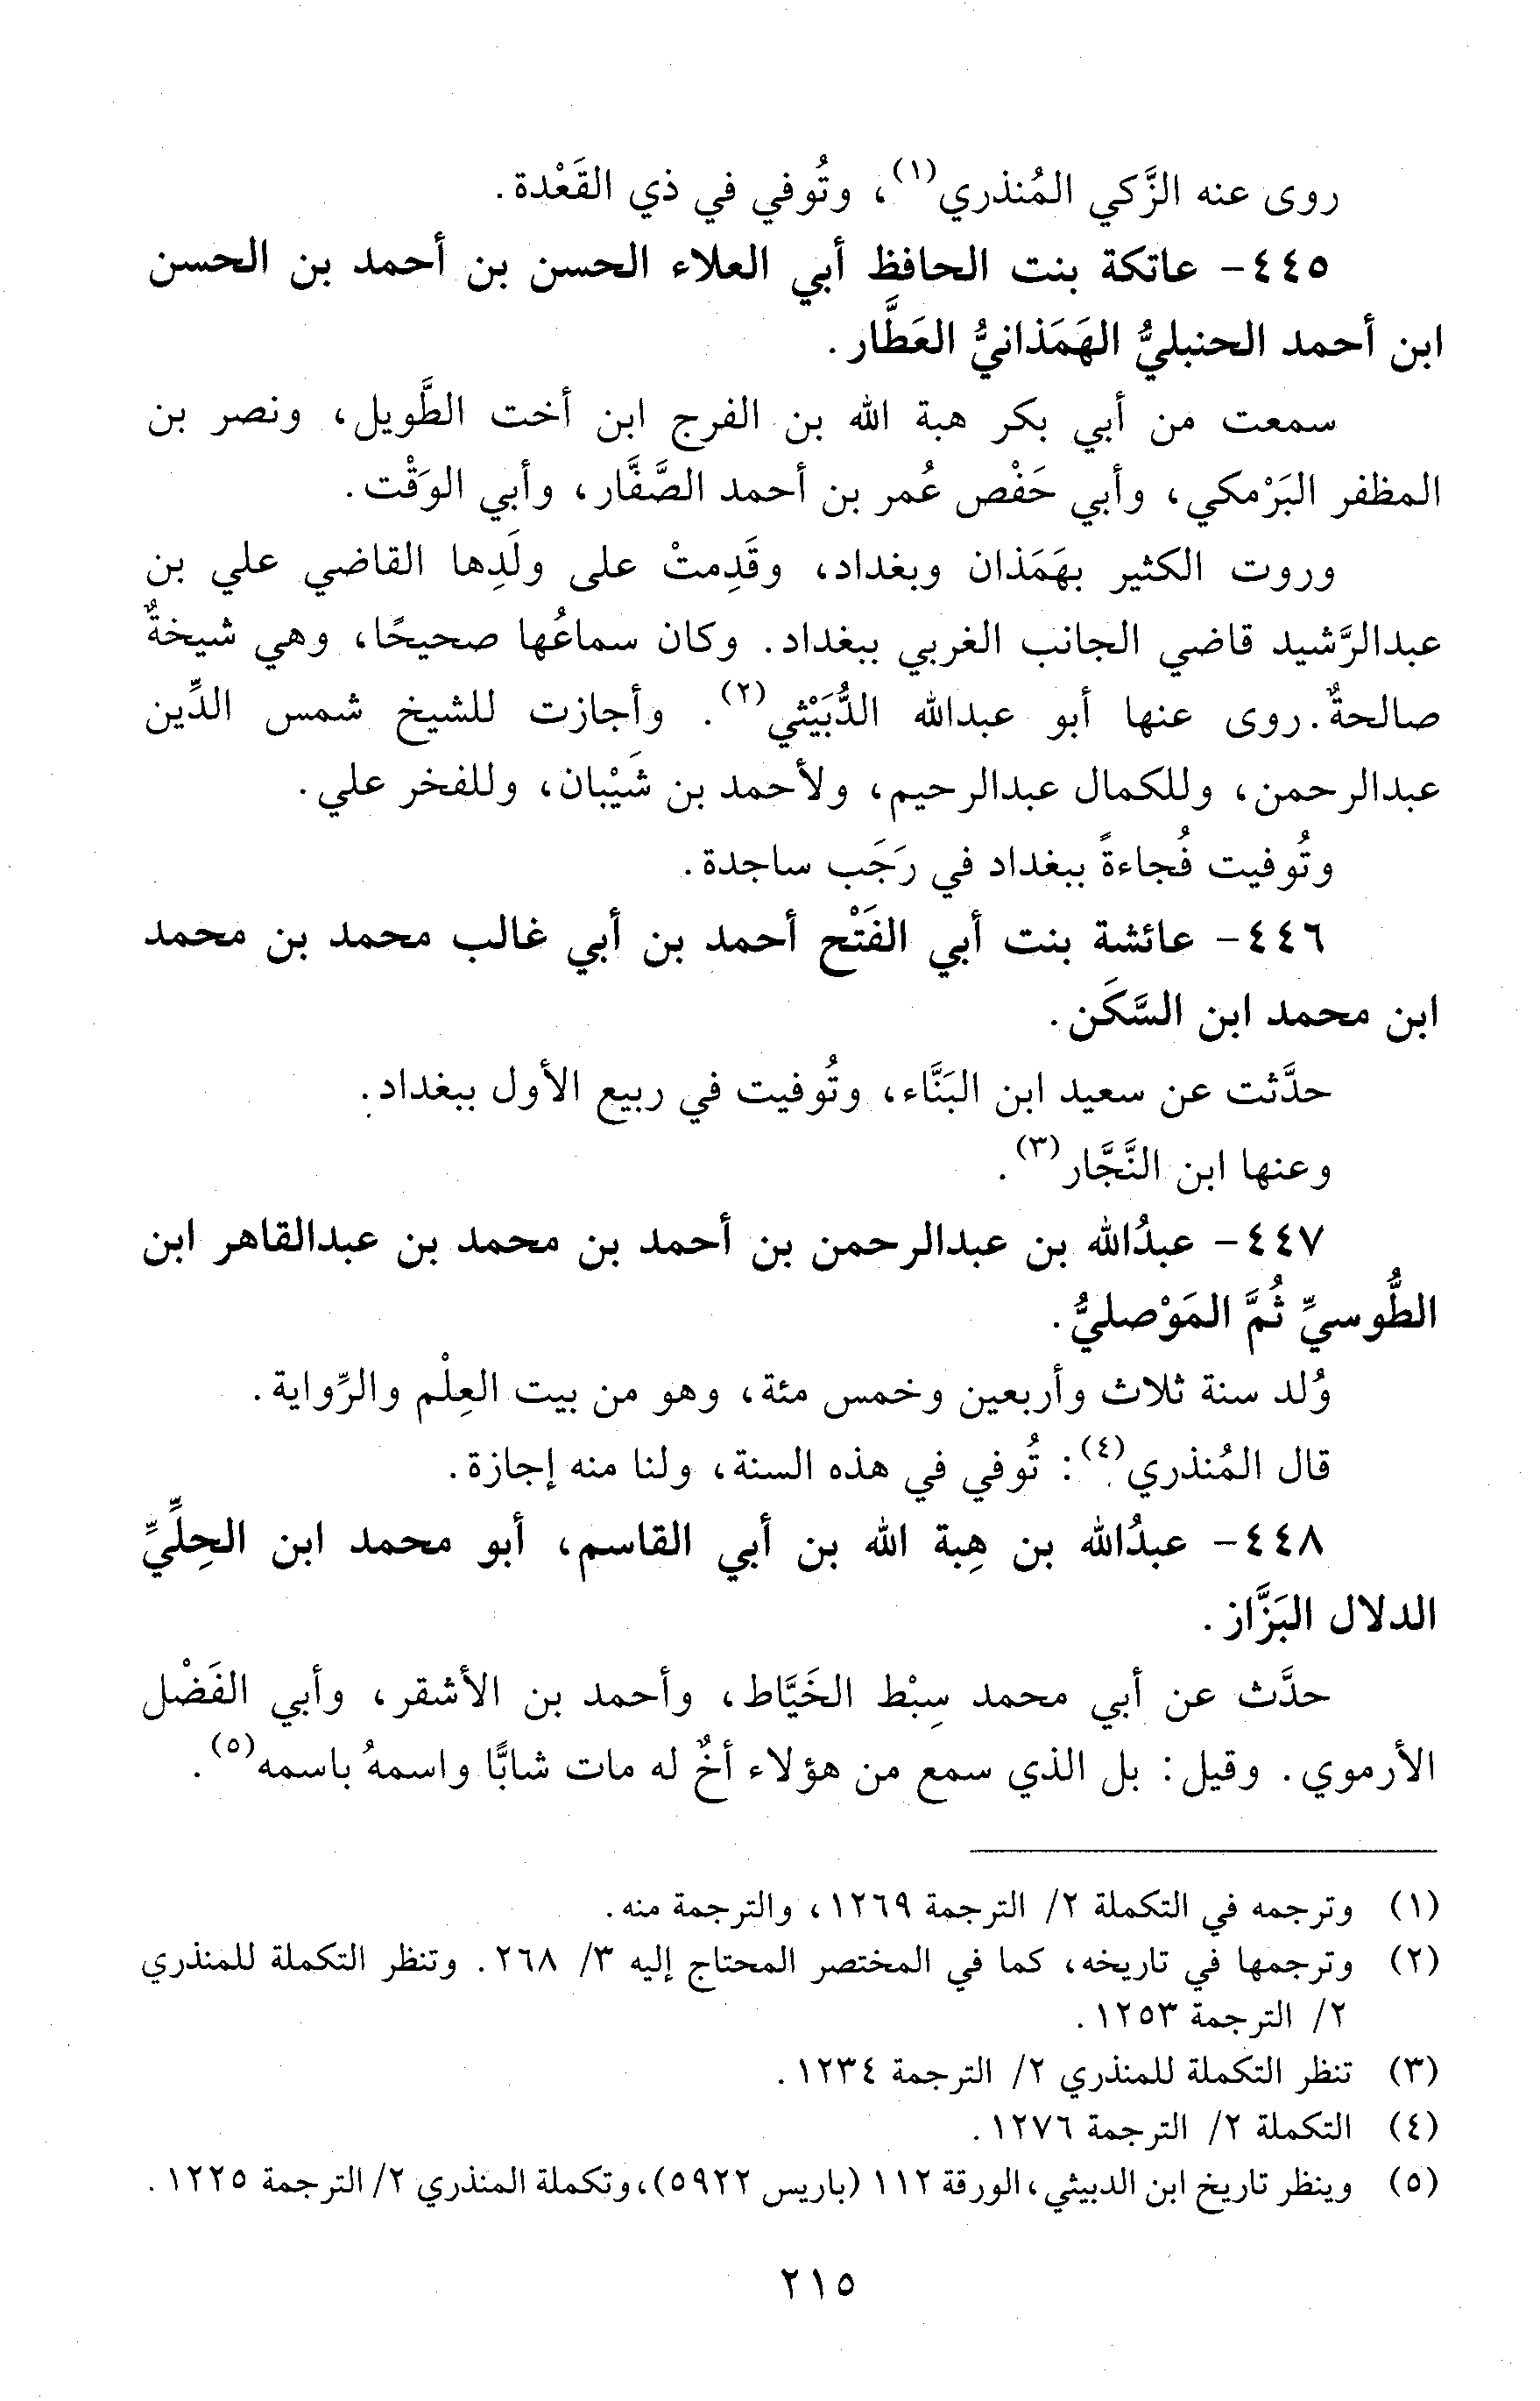 روى عنه الزَّكي المُنذري(١)، وتُوفي في ذي القَعْدة.
٤٤٥- عاتكة بنت الحافظ أبي العلاء الحسن بن أحمد بن الحسن
ابن أحمد الحنبليُّ الهَمَذانيُّ العَطَّار.
سمعت من أبي بكر هبة الله بن الفرج ابن أخت الطَّويل، ونصر بن
المظفر البَرْمكي، وأبي حَفْص عُمر بن أحمد الصَّفَّار، وأبي الوَقْت.
وروت الكثير بهَمَذان وبغداد، وقَدِمتْ على ولَدِها القاضي علي بن
عبدالرَّشيد قاضي الجانب الغربي ببغداد. وكان سماعُها صحيحًا، وهي شيخةٌ
صالحةٌ. روى عنها أبو عبدالله الدُّبَيْثي(٢). وأجازت للشيخ شمس الدِّين
عبدالرحمن، وللكمال عبدالرحيم، ولأحمد بن شَيْبان، وللفخر علي.
وتُوفيت فُجاءةً ببغداد في رَجَب ساجدة.
٤٤٦- عائشة بنت أبي الفَتْح أحمد بن أبي غالب محمد بن محمد
ابن محمد ابن السَّكَن.
حدَّثت عن سعيد ابن البَنَّاء، وتُوفيت في ربيع الأول ببغداد.
وعنها ابن النَّجَّار(٣).
٤٤٧- عبدُالله بن عبدالرحمن بن أحمد بن محمد بن عبدالقاهر ابن
الطُّوسيِّ ثُمَّ المَوْصليُّ.
وُلد سنة ثلاث وأربعين وخمس مئة، وهو من بيت العِلْم والرِّواية.
قال المُنذري(٤): تُوفي في هذه السنة، ولنا منه إجازة.
٤٤٨- عبدُالله بن هِبة الله بن أبي القاسم، أبو محمد ابن الحِلِّيِّ
الدلال البَزَّاز.
حدَّث عن أبي محمد سِبْط الخَيَّاط، وأحمد بن الأشقر، وأبي الفَضْل
الأرموي. وقيل: بل الذي سمع من هؤلاء أخٌ له مات شابًّا واسمهُ باسمه(٥).
(١) وترجمه في التكملة ٢/ الترجمة ١٢٦٩، والترجمة منه.
(٢) وترجمها في تاريخه، كما في المختصر المحتاج إليه ٣/ ٢٦٨. وتنظر التكملة للمنذري
٢/ الترجمة ١٢٥٣.
(٣) تنظر التكملة للمنذري ٢/ الترجمة ١٢٣٤.
(٤) التكملة ٢/ الترجمة ١٢٧٦.
(٥) وينظر تاريخ ابن الدبيثي، الورقة ١١٢ (باريس ٥٩٢٢)، وتكملة المنذري ٢/ الترجمة ١٢٢٥.
٢١٥